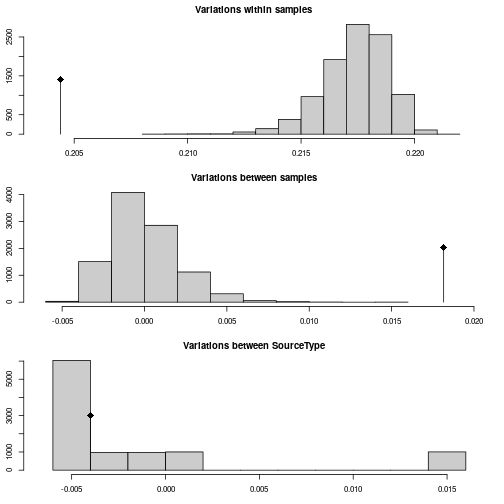 Variations within samples
0 500 1500 2500
0.205 0.210 0.215 0.220
Variations between samples
0 1000 2000 3000 4000
-0.005 0.000 0.005 0.010 0.015 0.020
Variations between SourceType
0 1000 3000 5000
-0.005 0.000 0.005 0.010 0.015